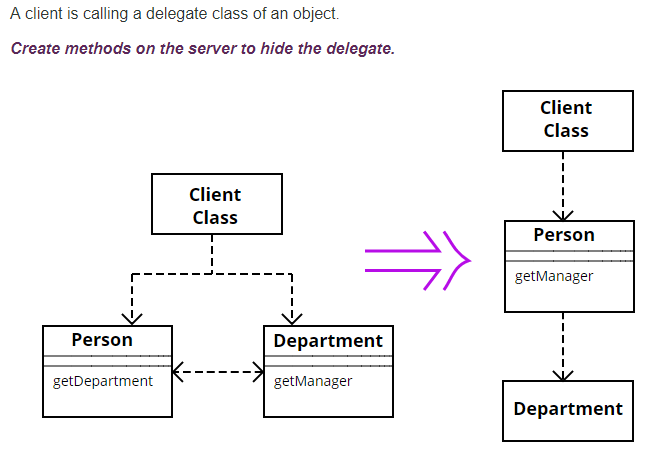 A client is calling a delegate class of an object.
Create methods on the server to hide the delegate.
Client
Class
Person
getDepartment
Department
getManager
Client
Class
Person
getManager
Department